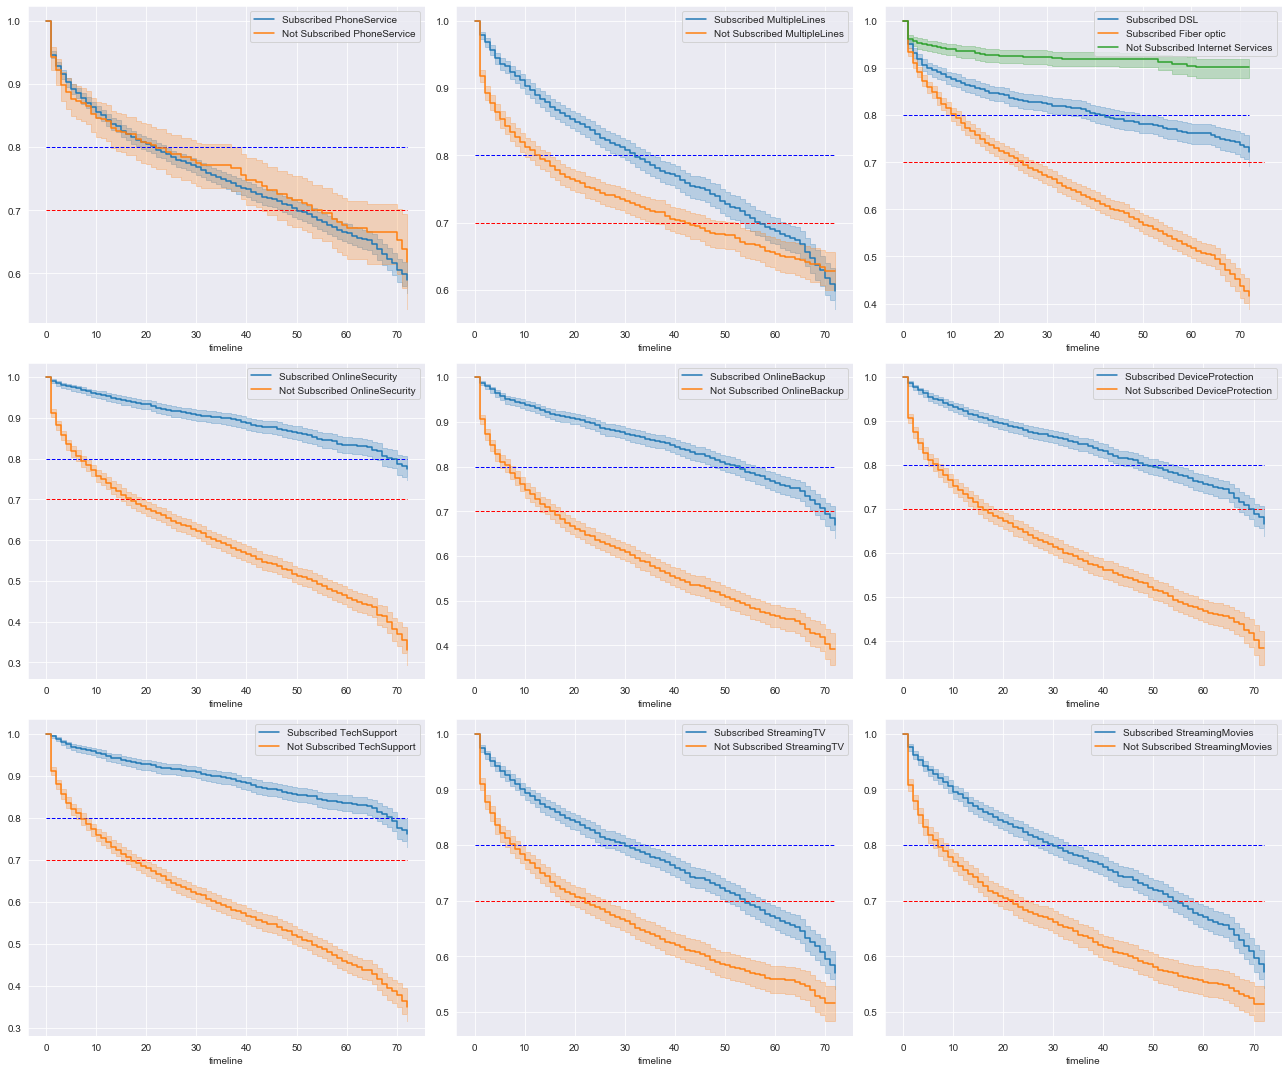 Subscribed PhoneService
Not Subscribed PhoneService
1.0
0.9
0.8
0.7
0.6
0 10 20 30 40 50 60 70
timeline
Subscribed MultipleLines
Not Subscribed MultipleLines
1.0
0.9
0.8
0.7
0.6
0 10 20 30 40 50 60 70
timeline
Subscribed DSL
Subscribed Fiber optic
Not Subscribed Internet Services
1.0
0.9
0.8
0.7
0.6
0.5
0.4
0 10 20 30 40 50 60 70
timeline
Subscribed OnlineSecurity
Not Subscribed OnlineSecurity
1.0
0.9
0.8
0.7
0.6
0.5
0.4
0.3
0 10 20 30 40 50 60 70
timeline
Subscribed OnlineBackup
Not Subscribed OnlineBackup
1.0
0.9
0.8
0.7
0.6
0.5
0.4
0 10 20 30 40 50 60 70
timeline
Subscribed DeviceProtection
Not Subscribed DeviceProtection
1.0
0.9
0.8
0.7
0.6
0.5
0.4
0 10 20 30 40 50 60 70
timeline
Subscribed TechSupport
Not Subscribed TechSupport
1.0
0.9
0.8
0.7
0.6
0.5
0.4
0.3
0 10 20 30 40 50 60 70
timeline
Subscribed StreamingTV
Not Subscribed StreamingTV
1.0
0.9
0.8
0.7
0.6
0.5
0 10 20 30 40 50 60 70
timeline
Subscribed StreamingMovies
Not Subscribed StreamingMovies
1.0
0.9
0.8
0.7
0.6
0.5
0 10 20 30 40 50 60 70
timeline